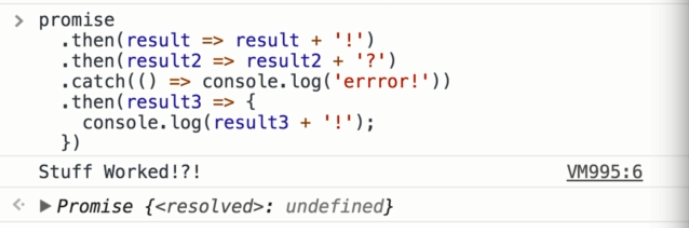 > promise
.then(result => result + '!')
.then(result2 => result2 + '?')
.catch(() => console.log('errror!'))
.then(result3 => {
console.log(result3 + '!');
})
Stuff Worked!?! VM995:6
Promise {<resolved>: undefined}